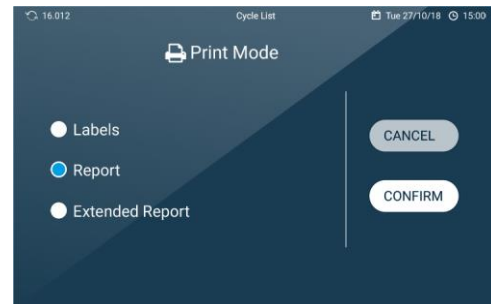 16.012 Cycle List Tue 27/10/18 15:00
Print Mode
Labels
Report
Extended Report
CANCEL
CONFIRM